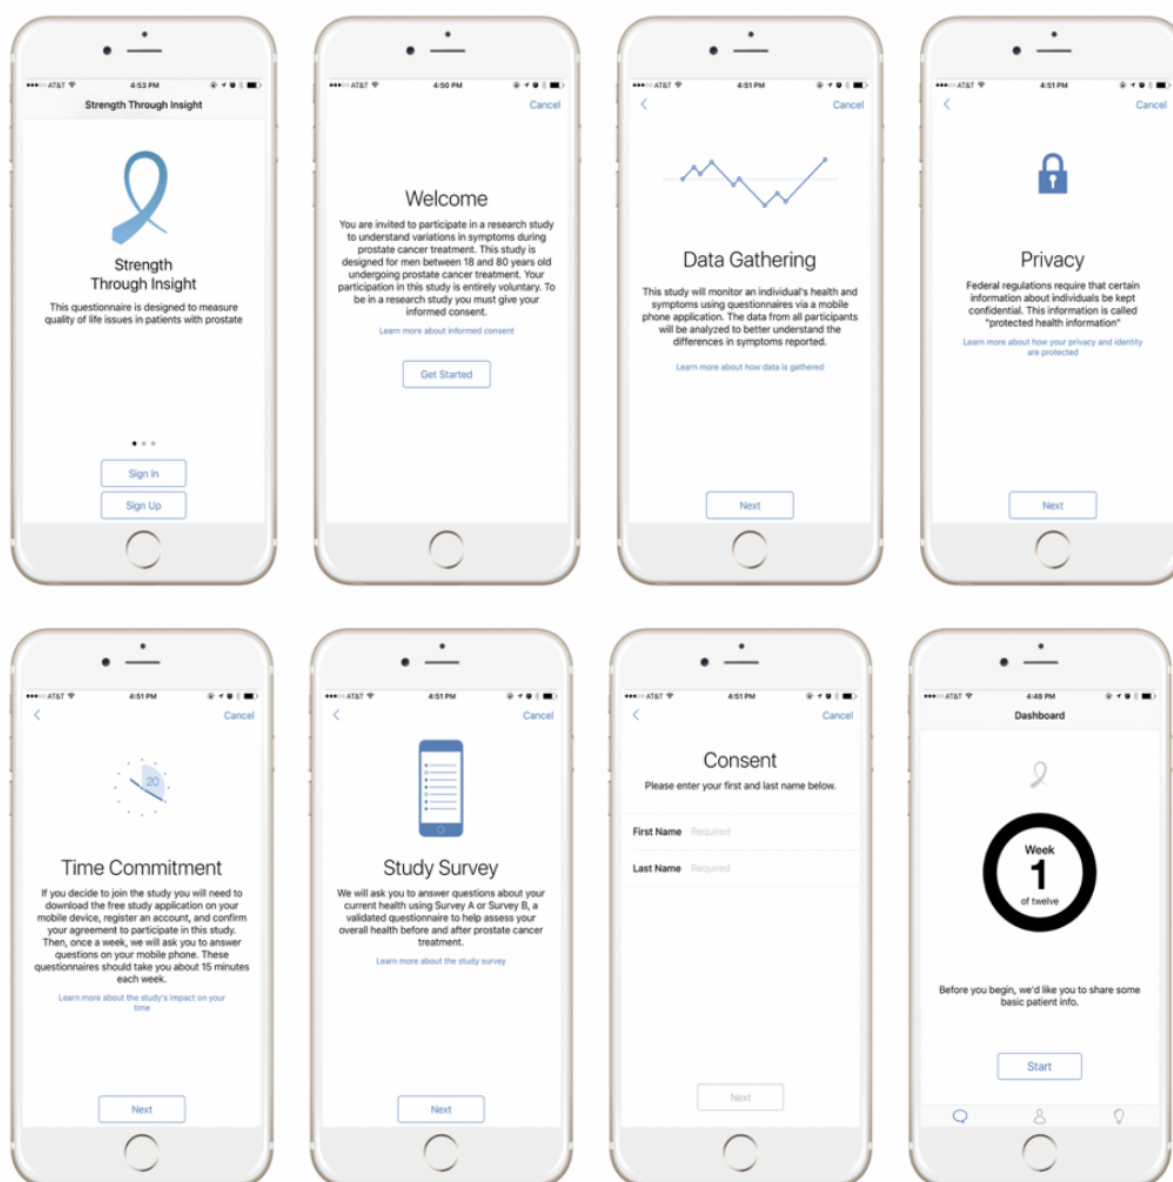 AT&T 4:53 PM
Strength Through Insight
Strength
Through Insight
This questionnaire is designed to measure
quality of life issues in patients with prostate
Sign In
Sign Up
AT&T 4:50 PM
Cancel
Welcome
You are invited to participate in a research study
to understand variations in symptoms during
prostate cancer treatment. This study is
designed for men between 18 and 80 years old
undergoing prostate cancer treatment. Your
participation in this study is entirely voluntary. To
be in a research study you must give your
informed consent.
Learn more about informed consent
Get Started
AT&T 4:51 PM
Cancel
Data Gathering
This study will monitor an individual's health and
symptoms using questionnaires via a mobile
phone application. The data from all participants
will be analyzed to better understand the
differences in symptoms reported.
Learn more about how data is gathered
Next
AT&T 4:51 PM
Cancel
Privacy
Federal regulations require that certain
information about individuals be kept
confidential. This information is called
"protected health information"
Learn more about how your privacy and identity
are protected
Next
AT&T 4:51 PM
Cancel
20
Time Commitment
If you decide to join the study you will need to
download the free study application on your
mobile device, register an account, and confirm
your agreement to participate in this study.
Then, once a week, we will ask you to answer
questions on your mobile phone. These
questionnaires should take you about 15 minutes
each week.
Learn more about the study's impact on your
time
Next
AT&T 4:51 PM
Cancel
Study Survey
We will ask you to answer questions about your
current health using Survey A or Survey B, a
validated questionnaire to help assess your
overall health before and after prostate cancer
treatment.
Learn more about the study survey
Next
AT&T 4:51 PM
Cancel
Consent
Please enter your first and last name below.
First Name Required
Last Name Required
Next
AT&T 4:48 PM
Dashboard
Week
1
of twelve
Before you begin, we'd like you to share some
basic patient info.
Start